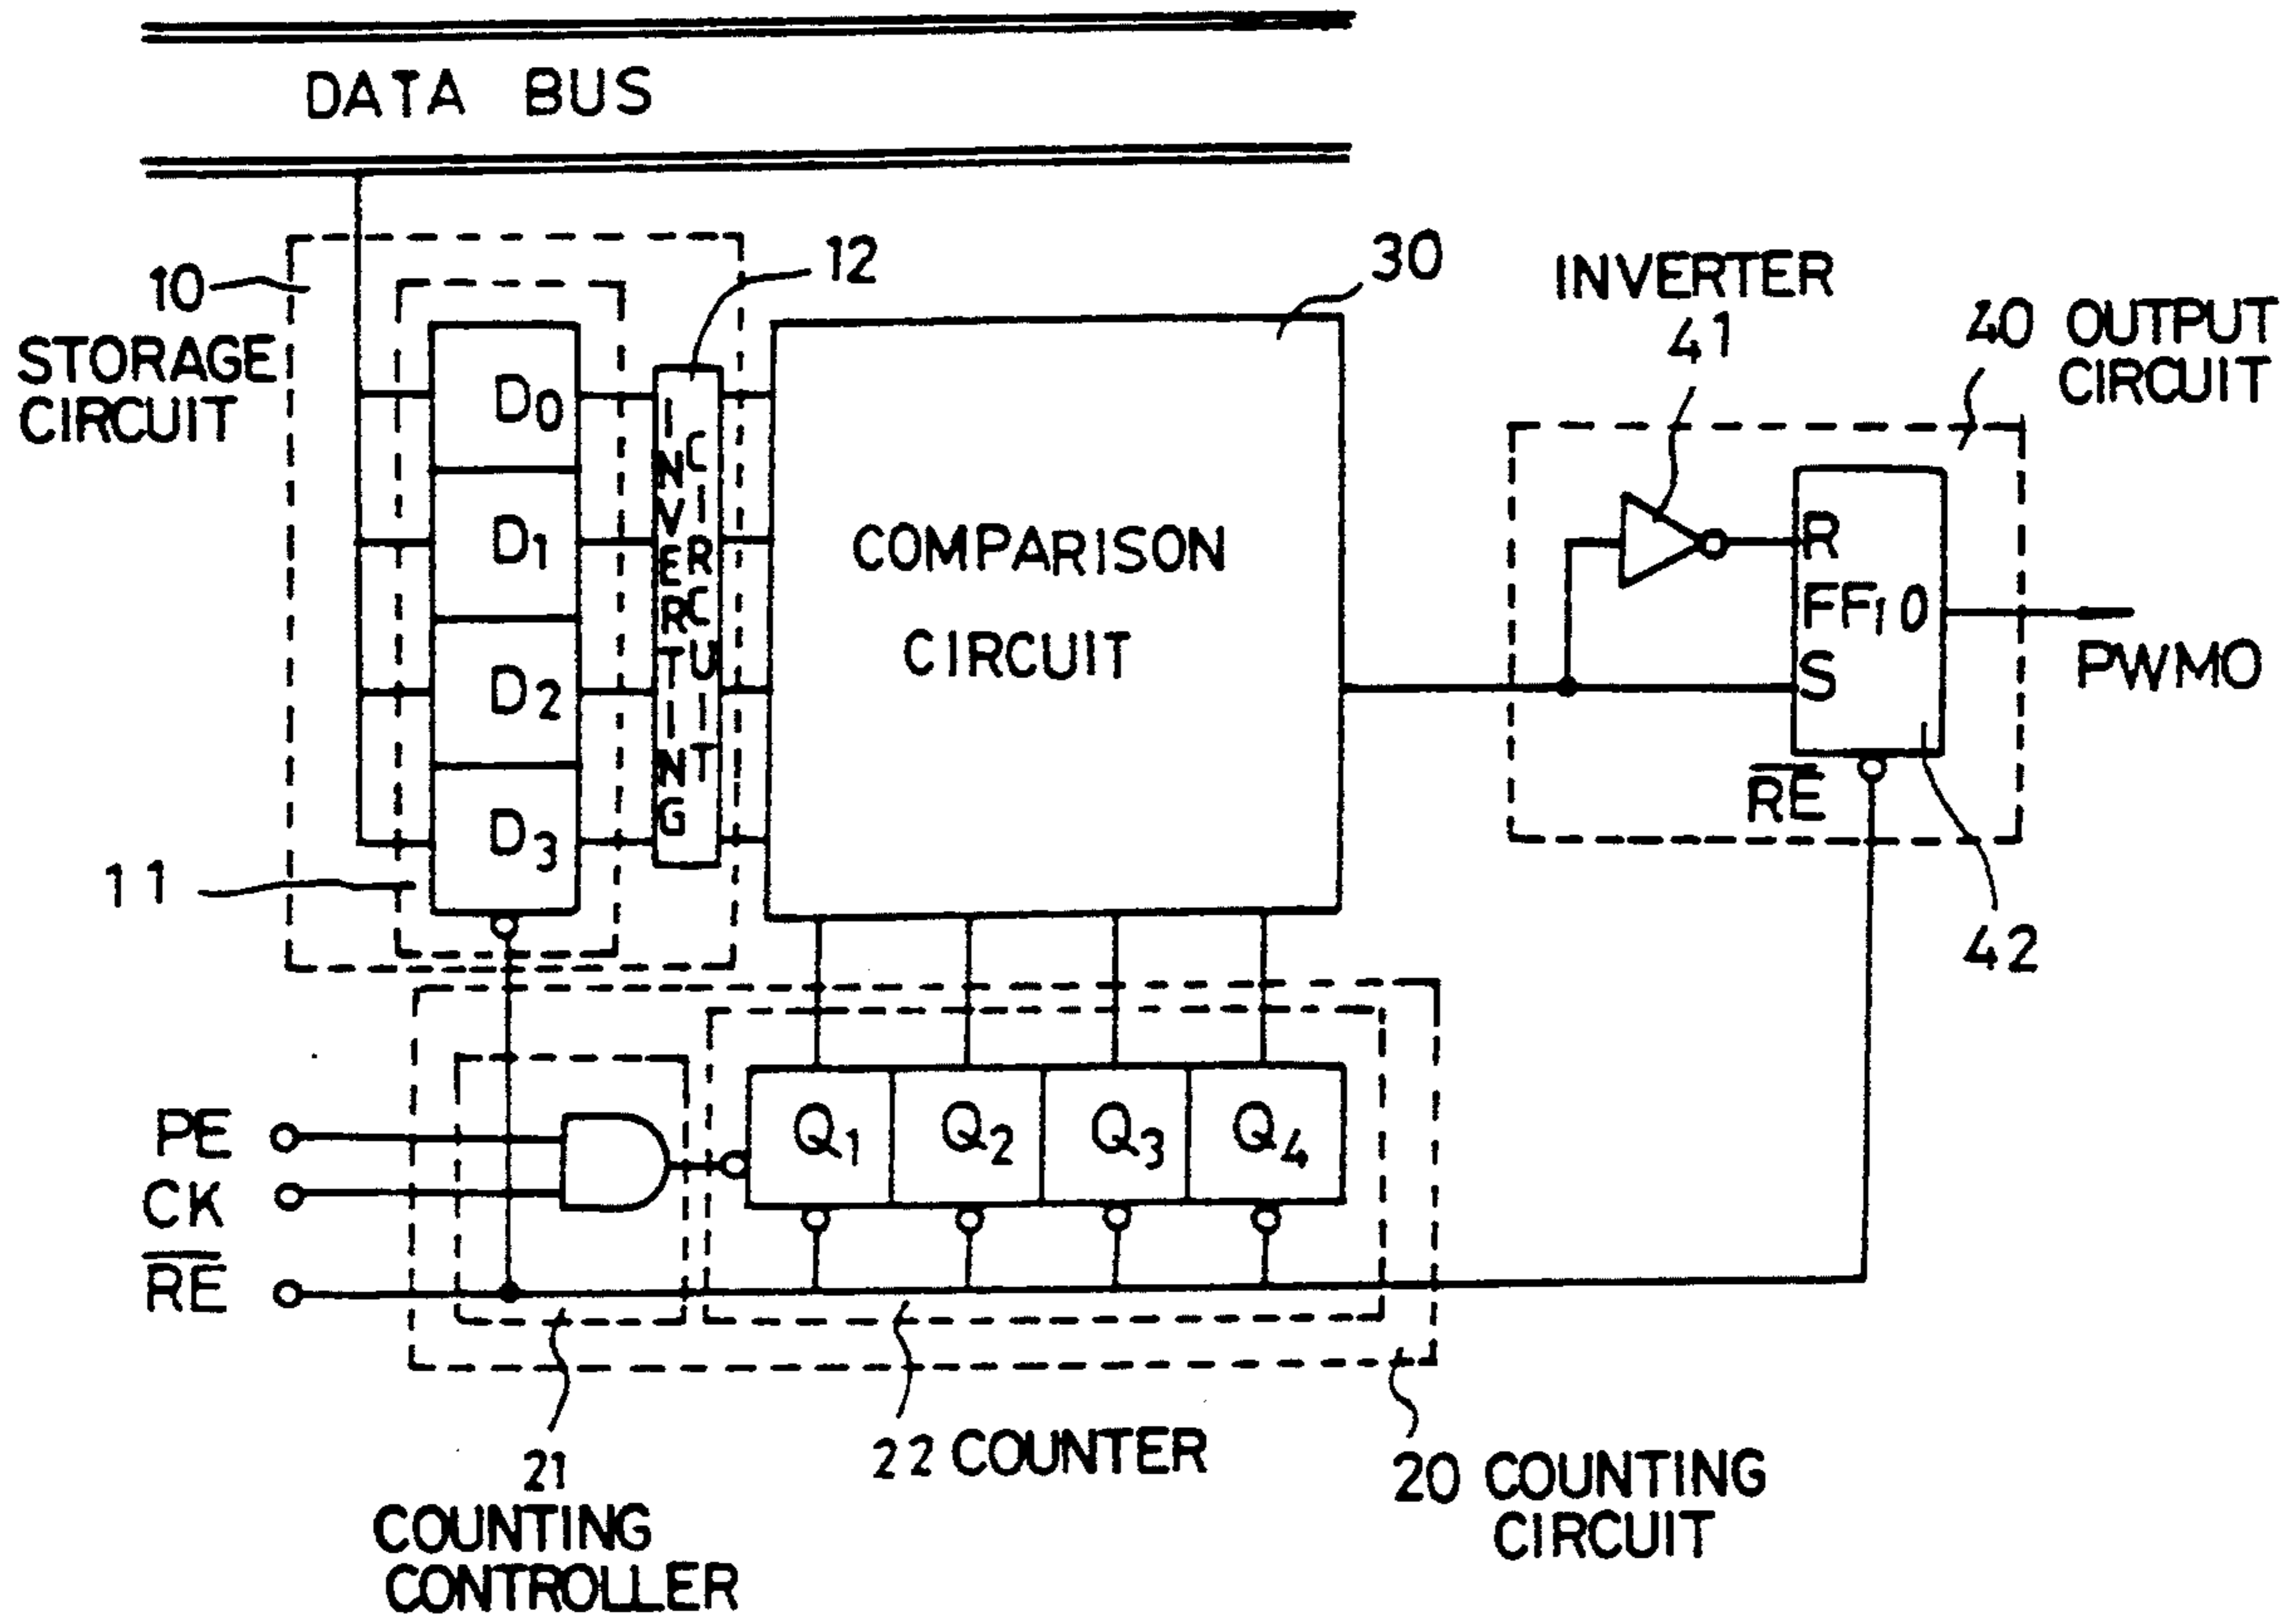 DATA BUS
10
STORAGE
CIRCUIT
12
30
INVERTER
41
40 OUTPUT
CIRCUIT
D0
D1
D2
D3
INVERTING
CIRCUIT
COMPARISON
CIRCUIT
R
FF10
S
PWMO
R̅E̅
11
42
PE
CK
R̅E̅
Q1
Q2
Q3
Q4
21
COUNTING
CONTROLLER
22 COUNTER
20 COUNTING
CIRCUIT